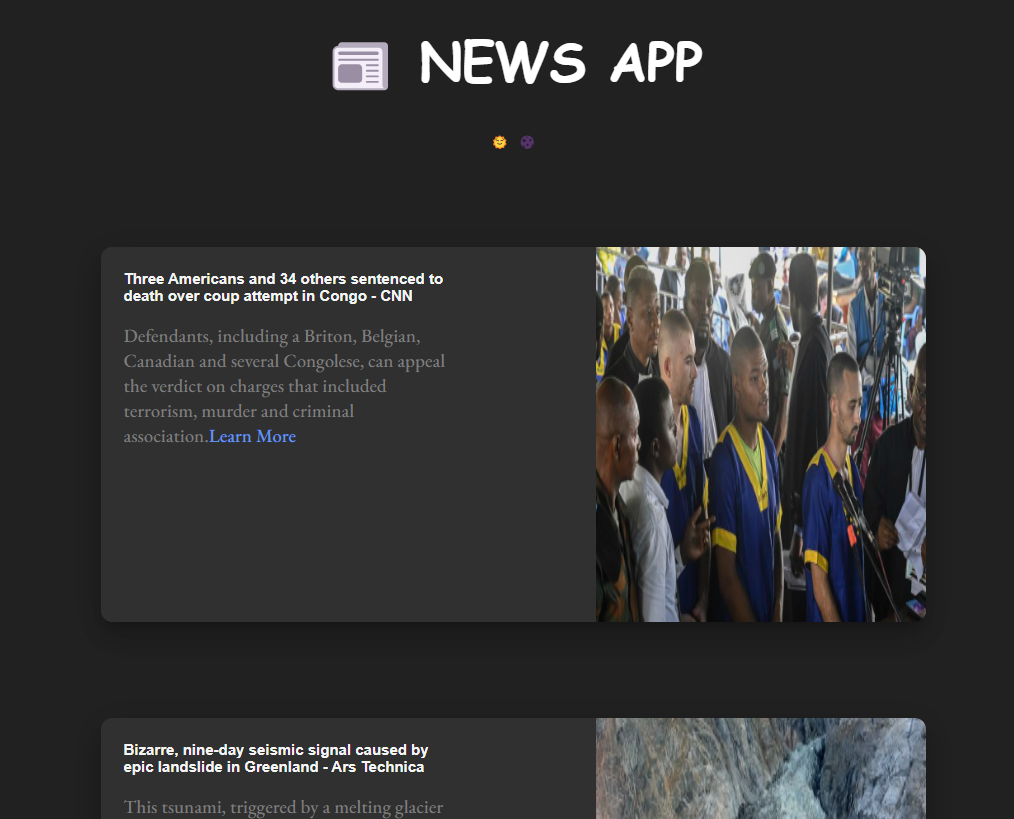 NEWS APP
Three Americans and 34 others sentenced to
death over coup attempt in Congo - CNN
Defendants, including a Briton, Belgian,
Canadian and several Congolese, can appeal
the verdict on charges that included
terrorism, murder and criminal
association.Learn More
Bizarre, nine-day seismic signal caused by
epic landslide in Greenland - Ars Technica
This tsunami, triggered by a melting glacier